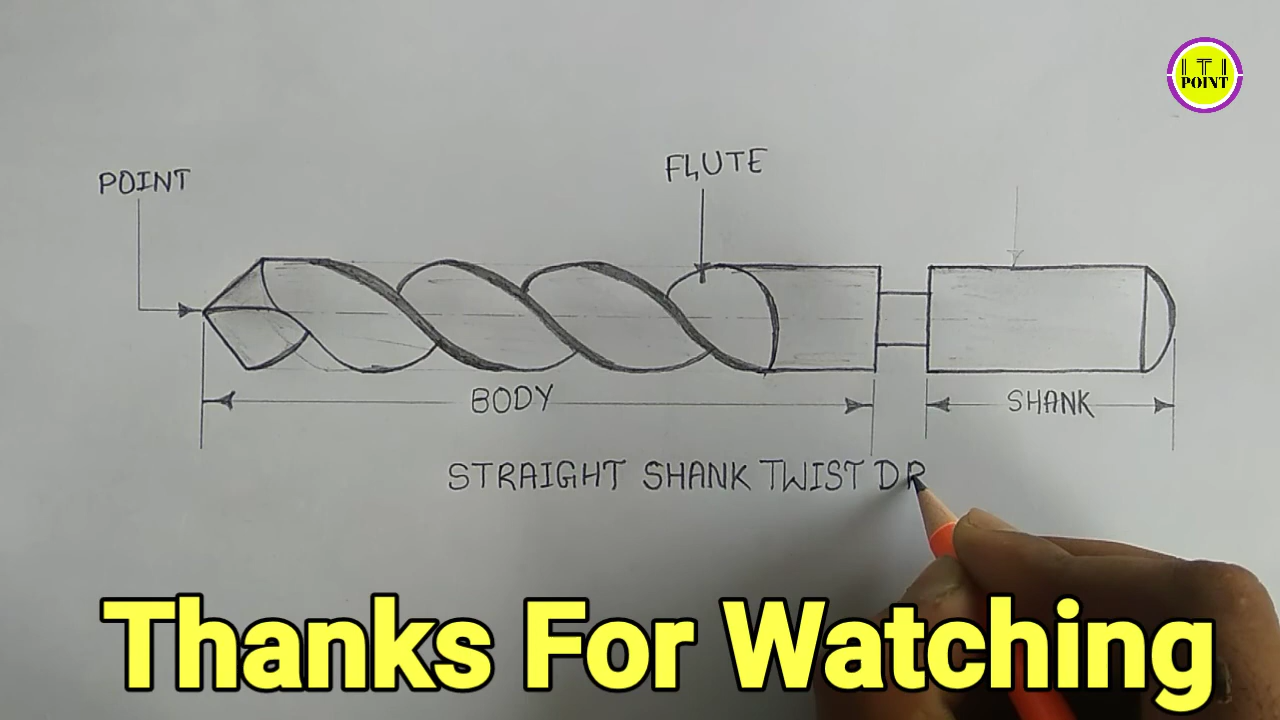 ITI
POINT
FLUTE
POINT
BODY
SHANK
STRAIGHT SHANK TWIST DR
Thanks For Watching